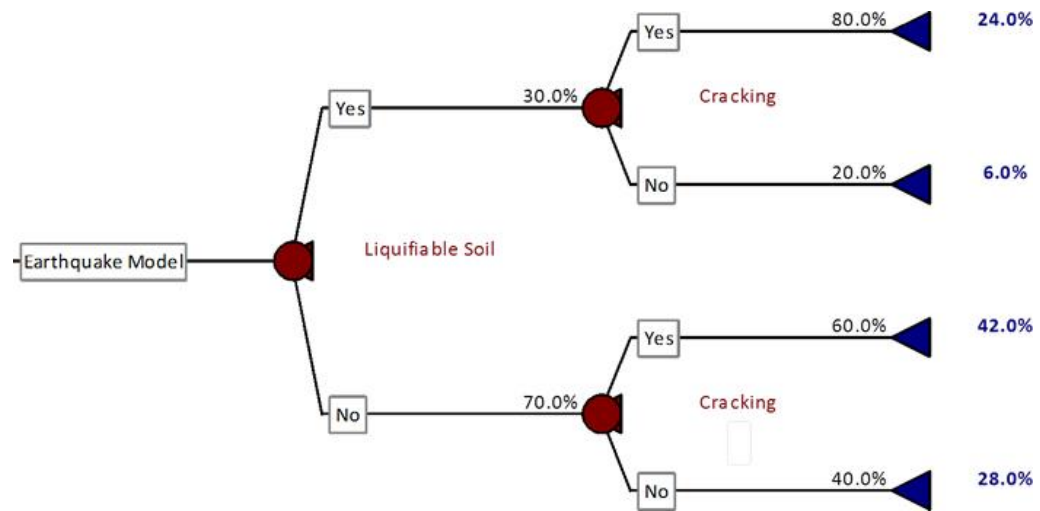 Yes 80.0% 24.0%
Yes 30.0% Cracking
No 20.0% 6.0%
Liquifiable Soil
Earthquake Model
Yes 60.0% 42.0%
No 70.0% Cracking
No 40.0% 28.0%